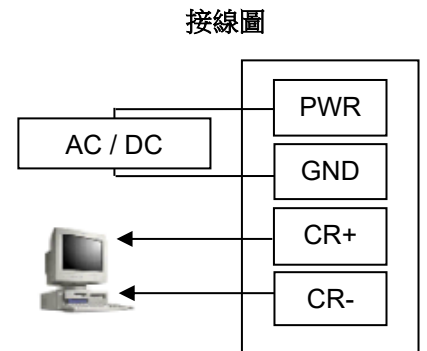 接線圖
PWR
AC / DC
GND
CR+
CR-